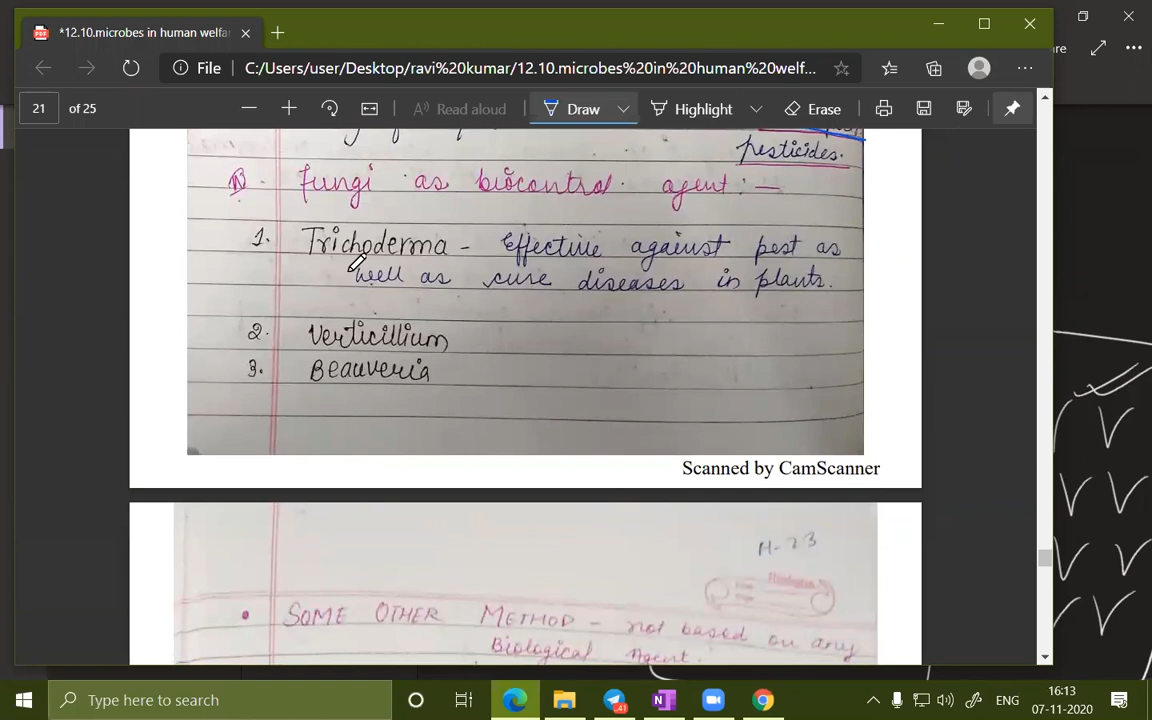 *12.10.microbes in human welfa
File C:/Users/user/Desktop/ravi%20kumar/12.10.microbes%20in%20human%20welf...
21 of 25 Read aloud Draw Highlight Erase
pesticides.
B. fungi as biocontrol agent :—
1. Trichoderma - Effective against pest as
well as cure diseases in plants.
2. Verticillium
3. Beauveria
Scanned by CamScanner
H-23
• SOME OTHER METHOD - not based on any
Biological Agent.
Type here to search
41
ENG
16:13
07-11-2020